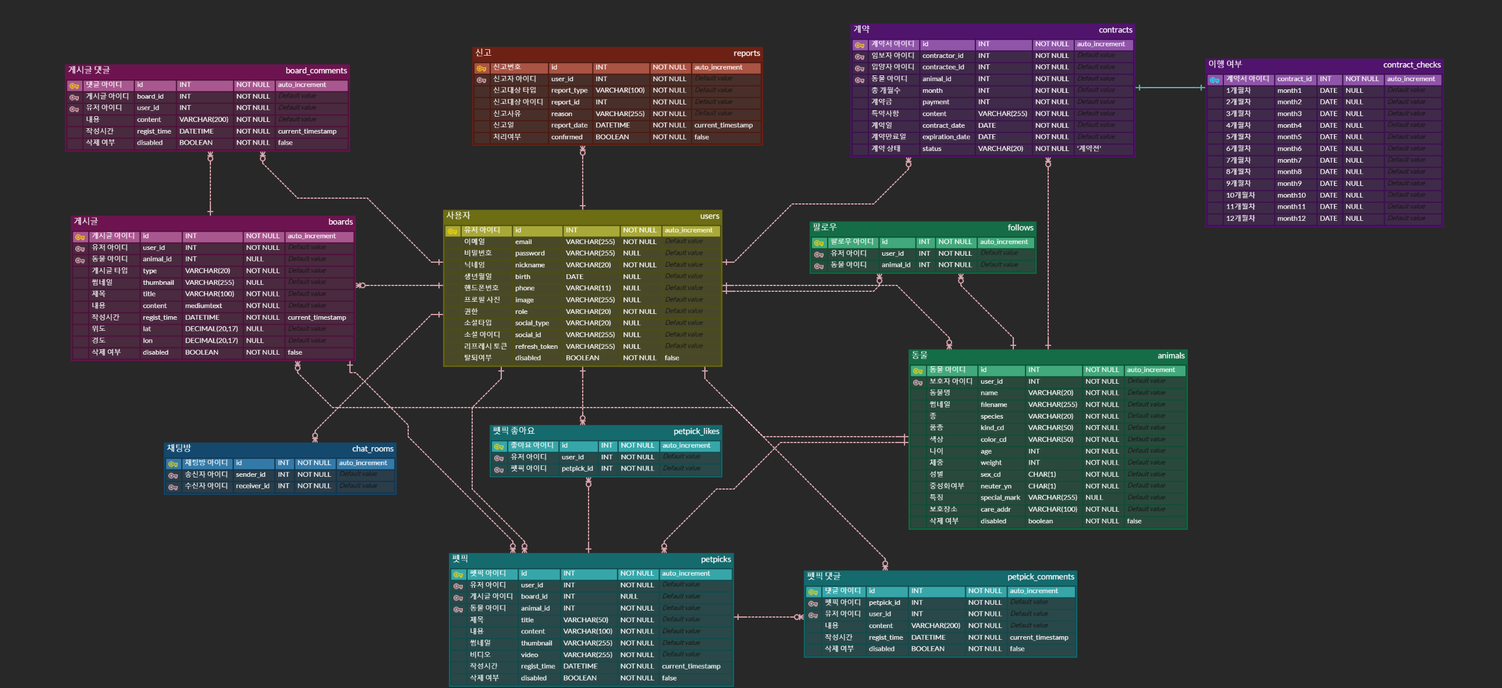 게시글 댓글 board_comments
댓글 아이디 id INT NOT NULL auto_increment
게시글 아이디 board_id INT NOT NULL Default value
유저 아이디 user_id INT NOT NULL Default value
내용 content VARCHAR(200) NOT NULL Default value
작성시간 regist_time DATETIME NOT NULL current_timestamp
삭제 여부 disabled BOOLEAN NOT NULL false
신고 reports
신고번호 id INT NOT NULL auto_increment
신고자 아이디 user_id INT NOT NULL Default value
신고대상 타입 report_type VARCHAR(100) NOT NULL Default value
신고대상 아이디 report_id INT NOT NULL Default value
신고사유 reason VARCHAR(255) NOT NULL Default value
신고일 report_date DATETIME NOT NULL current_timestamp
처리여부 confirmed BOOLEAN NOT NULL false
계약 contracts
계약서 아이디 id INT NOT NULL auto_increment
임보자 아이디 contractor_id INT NOT NULL Default value
입양자 아이디 contractee_id INT NOT NULL Default value
동물 아이디 animal_id INT NOT NULL Default value
총 개월수 month INT NOT NULL Default value
계약금 payment INT NOT NULL Default value
특약사항 content VARCHAR(255) NOT NULL Default value
계약일 contract_date DATE NOT NULL Default value
계약만료일 expiration_date DATE NOT NULL Default value
계약 상태 status VARCHAR(20) NOT NULL '계약전'
이행 여부 contract_checks
계약서 아이디 contract_id INT NOT NULL auto_increment
1개월차 month1 DATE NULL Default value
2개월차 month2 DATE NULL Default value
3개월차 month3 DATE NULL Default value
4개월차 month4 DATE NULL Default value
5개월차 month5 DATE NULL Default value
6개월차 month6 DATE NULL Default value
7개월차 month7 DATE NULL Default value
8개월차 month8 DATE NULL Default value
9개월차 month9 DATE NULL Default value
10개월차 month10 DATE NULL Default value
11개월차 month11 DATE NULL Default value
12개월차 month12 DATE NULL Default value
게시글 boards
게시글 아이디 id INT NOT NULL auto_increment
유저 아이디 user_id INT NOT NULL Default value
동물 아이디 animal_id INT NULL Default value
게시글 타입 type VARCHAR(20) NOT NULL Default value
썸네일 thumbnail VARCHAR(255) NULL Default value
제목 title VARCHAR(100) NOT NULL Default value
내용 content mediumtext NOT NULL Default value
작성시간 regist_time DATETIME NOT NULL current_timestamp
위도 lat DECIMAL(20,17) NULL Default value
경도 lon DECIMAL(20,17) NULL Default value
삭제 여부 disabled BOOLEAN NOT NULL false
사용자 users
유저 아이디 id INT NOT NULL auto_increment
이메일 email VARCHAR(255) NOT NULL Default value
비밀번호 password VARCHAR(255) NULL Default value
닉네임 nickname VARCHAR(20) NOT NULL Default value
생년월일 birth DATE NULL Default value
핸드폰번호 phone VARCHAR(11) NULL Default value
프로필 사진 image VARCHAR(255) NULL Default value
권한 role VARCHAR(20) NOT NULL Default value
소셜타입 social_type VARCHAR(20) NULL Default value
소셜 아이디 social_id VARCHAR(255) NULL Default value
리프레시 토큰 refresh_token VARCHAR(255) NULL Default value
탈퇴여부 disabled BOOLEAN NOT NULL false
팔로우 follows
팔로우 아이디 id INT NOT NULL auto_increment
유저 아이디 user_id INT NOT NULL Default value
동물 아이디 animal_id INT NOT NULL Default value
동물 animals
동물 아이디 id INT NOT NULL auto_increment
보호자 아이디 user_id INT NOT NULL Default value
동물명 name VARCHAR(20) NOT NULL Default value
썸네일 filename VARCHAR(255) NOT NULL Default value
종 species VARCHAR(20) NOT NULL Default value
품종 kind_cd VARCHAR(50) NOT NULL Default value
색상 color_cd VARCHAR(50) NOT NULL Default value
나이 age INT NOT NULL Default value
체중 weight INT NOT NULL Default value
성별 sex_cd CHAR(1) NOT NULL Default value
중성화여부 neuter_yn CHAR(1) NOT NULL Default value
특징 special_mark VARCHAR(255) NULL Default value
보호장소 care_addr VARCHAR(100) NOT NULL Default value
삭제 여부 disabled boolean NOT NULL false
채팅방 chat_rooms
채팅방 아이디 id INT NOT NULL auto_increment
송신자 아이디 sender_id INT NOT NULL Default value
수신자 아이디 receiver_id INT NOT NULL Default value
펫픽 좋아요 petpick_likes
좋아요 아이디 id INT NOT NULL auto_increment
유저 아이디 user_id INT NOT NULL Default value
펫픽 아이디 petpick_id INT NOT NULL Default value
펫픽 petpicks
펫픽 아이디 id INT NOT NULL auto_increment
유저 아이디 user_id INT NOT NULL Default value
게시글 아이디 board_id INT NULL Default value
동물 아이디 animal_id INT NOT NULL Default value
제목 title VARCHAR(50) NOT NULL Default value
내용 content VARCHAR(100) NOT NULL Default value
썸네일 thumbnail VARCHAR(255) NOT NULL Default value
비디오 video VARCHAR(255) NOT NULL Default value
작성시간 regist_time DATETIME NOT NULL current_timestamp
삭제 여부 disabled BOOLEAN NOT NULL false
펫픽 댓글 petpick_comments
댓글 아이디 id INT NOT NULL auto_increment
펫픽 아이디 petpick_id INT NOT NULL Default value
유저 아이디 user_id INT NOT NULL Default value
내용 content VARCHAR(200) NOT NULL Default value
작성시간 regist_time DATETIME NOT NULL current_timestamp
삭제 여부 disabled BOOLEAN NOT NULL false